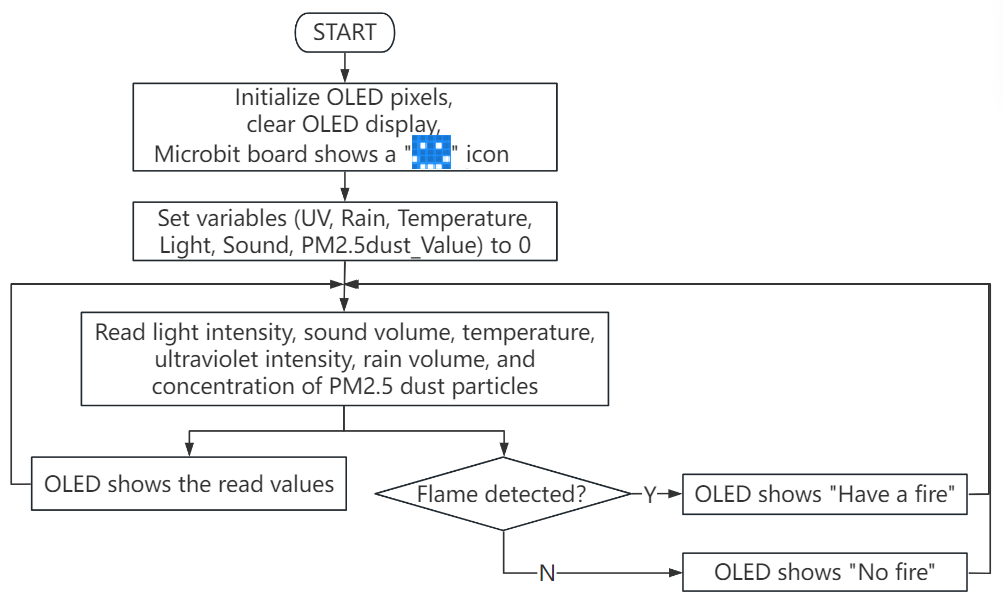 START
Initialize OLED pixels,
clear OLED display,
Microbit board shows a "" icon
Set variables (UV, Rain, Temperature,
Light, Sound, PM2.5dust_Value) to 0
Read light intensity, sound volume, temperature,
ultraviolet intensity, rain volume, and
concentration of PM2.5 dust particles
OLED shows the read values
Flame detected?
Y
OLED shows "Have a fire"
N
OLED shows "No fire"